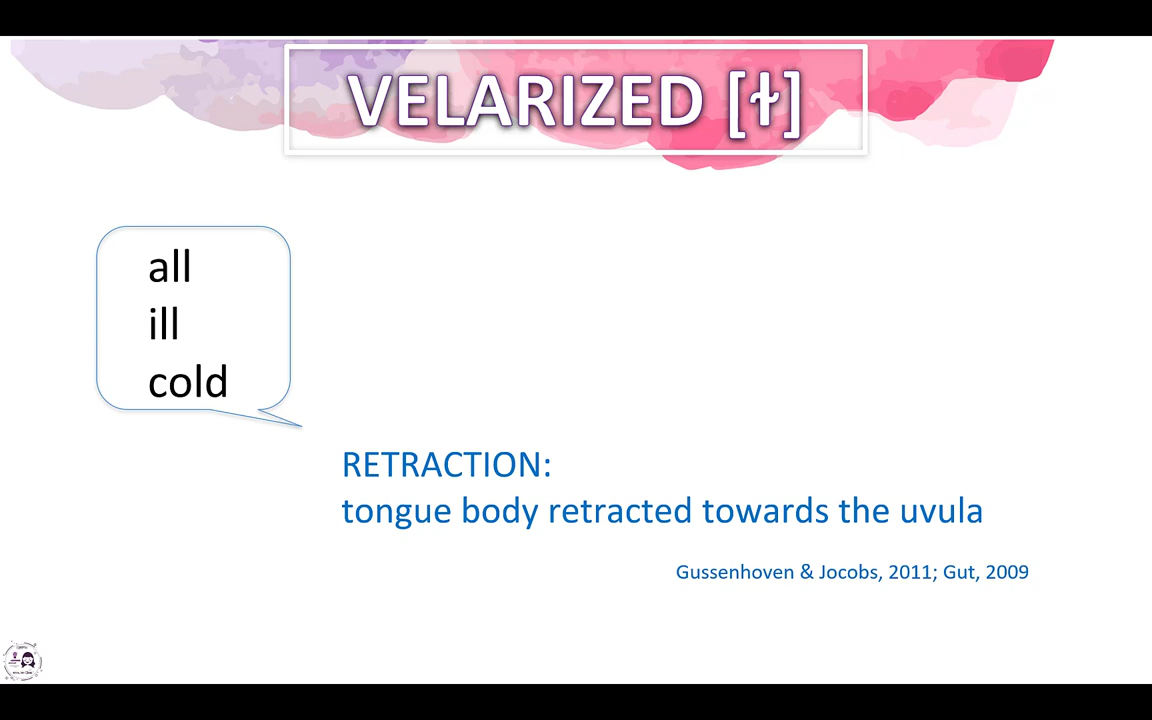 VELARIZED [ɫ]
all
ill
cold
RETRACTION:
tongue body retracted towards the uvula
Gussenhoven & Jocobs, 2011; Gut, 2009